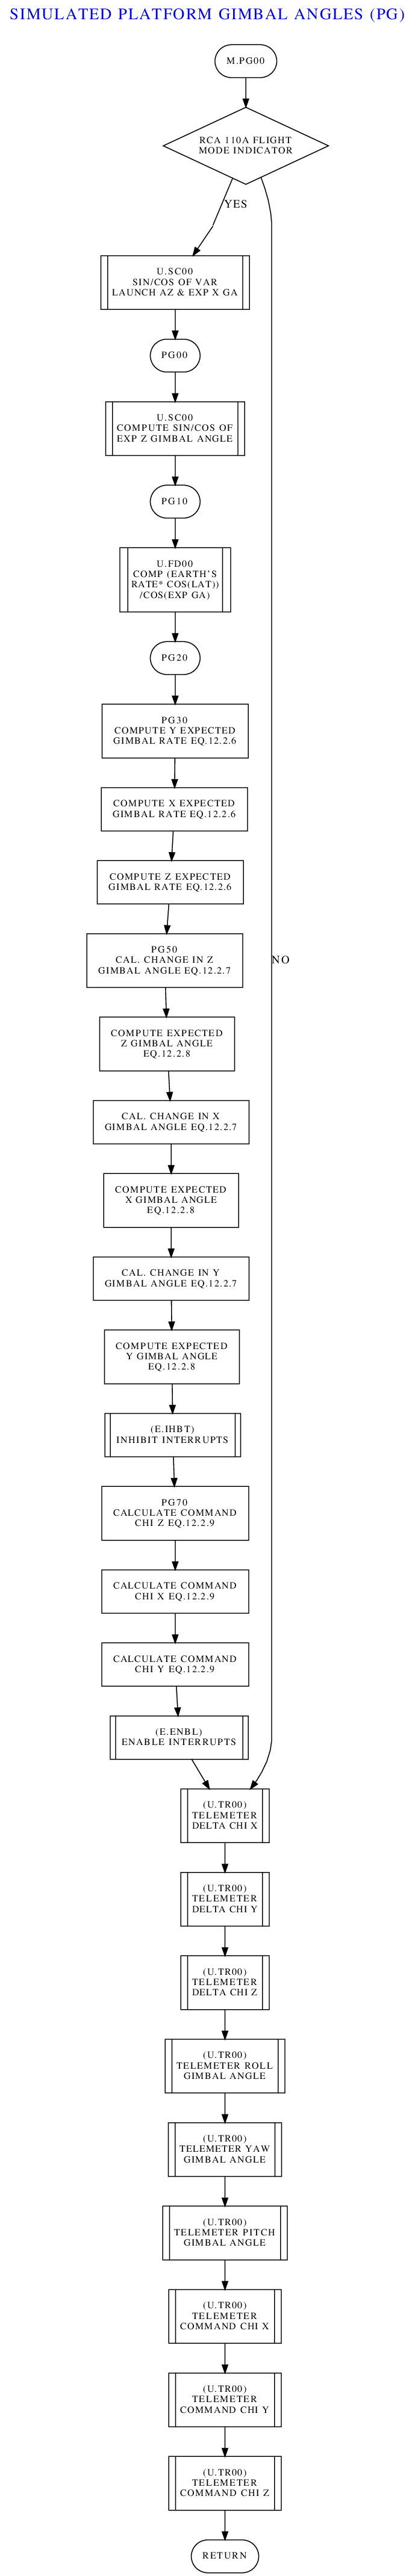 SIMULATED PLATFORM GIMBAL ANGLES (PG)
M.PG00
RCA 110A FLIGHT
MODE INDICATOR
YES
U.SC00
SIN/COS OF VAR
LAUNCH AZ & EXP X GA
PG00
U.SC00
COMPUTE SIN/COS OF
EXP Z GIMBAL ANGLE
PG10
U.FD00
COMP (EARTH'S
RATE* COS(LAT))
/COS(EXP GA)
PG20
PG30
COMPUTE Y EXPECTED
GIMBAL RATE EQ.12.2.6
COMPUTE X EXPECTED
GIMBAL RATE EQ.12.2.6
COMPUTE Z EXPECTED
GIMBAL RATE EQ.12.2.6
PG50
CAL. CHANGE IN Z
GIMBAL ANGLE EQ.12.2.7
NO
COMPUTE EXPECTED
Z GIMBAL ANGLE
EQ.12.2.8
CAL. CHANGE IN X
GIMBAL ANGLE EQ.12.2.7
COMPUTE EXPECTED
X GIMBAL ANGLE
EQ.12.2.8
CAL. CHANGE IN Y
GIMBAL ANGLE EQ.12.2.7
COMPUTE EXPECTED
Y GIMBAL ANGLE
EQ.12.2.8
(E.IHBT)
INHIBIT INTERRUPTS
PG70
CALCULATE COMMAND
CHI Z EQ.12.2.9
CALCULATE COMMAND
CHI X EQ.12.2.9
CALCULATE COMMAND
CHI Y EQ.12.2.9
(E.ENBL)
ENABLE INTERRUPTS
(U.TR00)
TELEMETER
DELTA CHI X
(U.TR00)
TELEMETER
DELTA CHI Y
(U.TR00)
TELEMETER
DELTA CHI Z
(U.TR00)
TELEMETER ROLL
GIMBAL ANGLE
(U.TR00)
TELEMETER YAW
GIMBAL ANGLE
(U.TR00)
TELEMETER PITCH
GIMBAL ANGLE
(U.TR00)
TELEMETER
COMMAND CHI X
(U.TR00)
TELEMETER
COMMAND CHI Y
(U.TR00)
TELEMETER
COMMAND CHI Z
RETURN